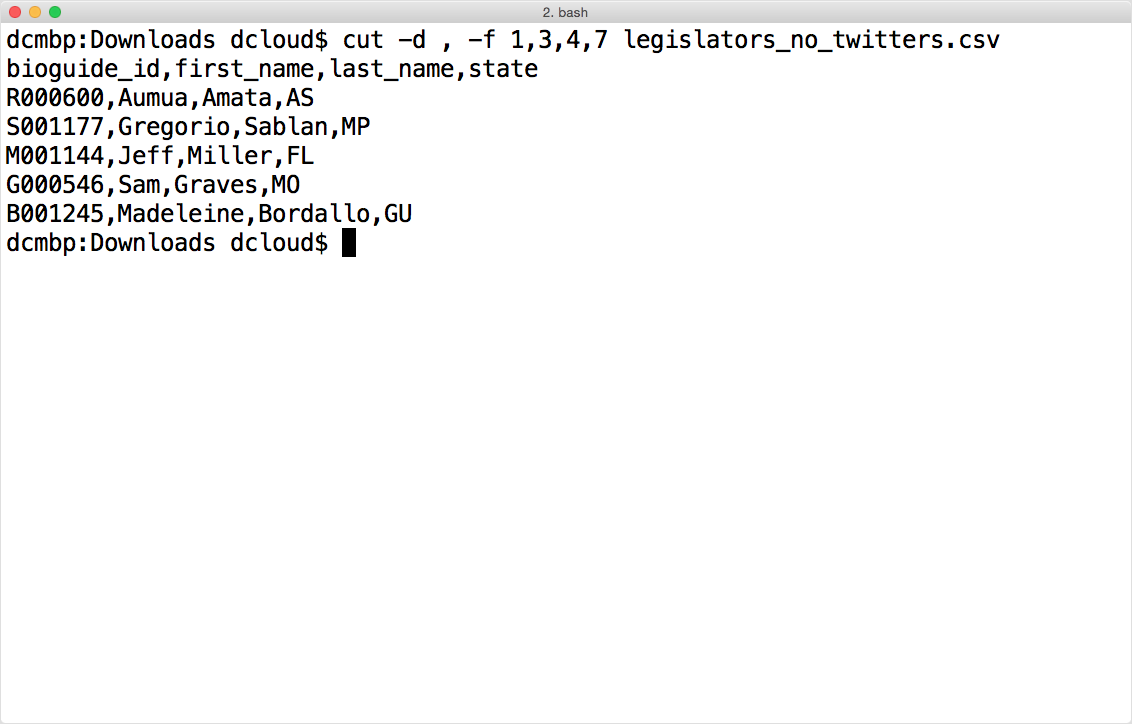 2. bash
dcmbp:Downloads dcloud$ cut -d , -f 1,3,4,7 legislators_no_twitters.csv
bioguide_id,first_name,last_name,state
R000600,Aumua,Amata,AS
S001177,Gregorio,Sablan,MP
M001144,Jeff,Miller,FL
G000546,Sam,Graves,MO
B001245,Madeleine,Bordallo,GU
dcmbp:Downloads dcloud$